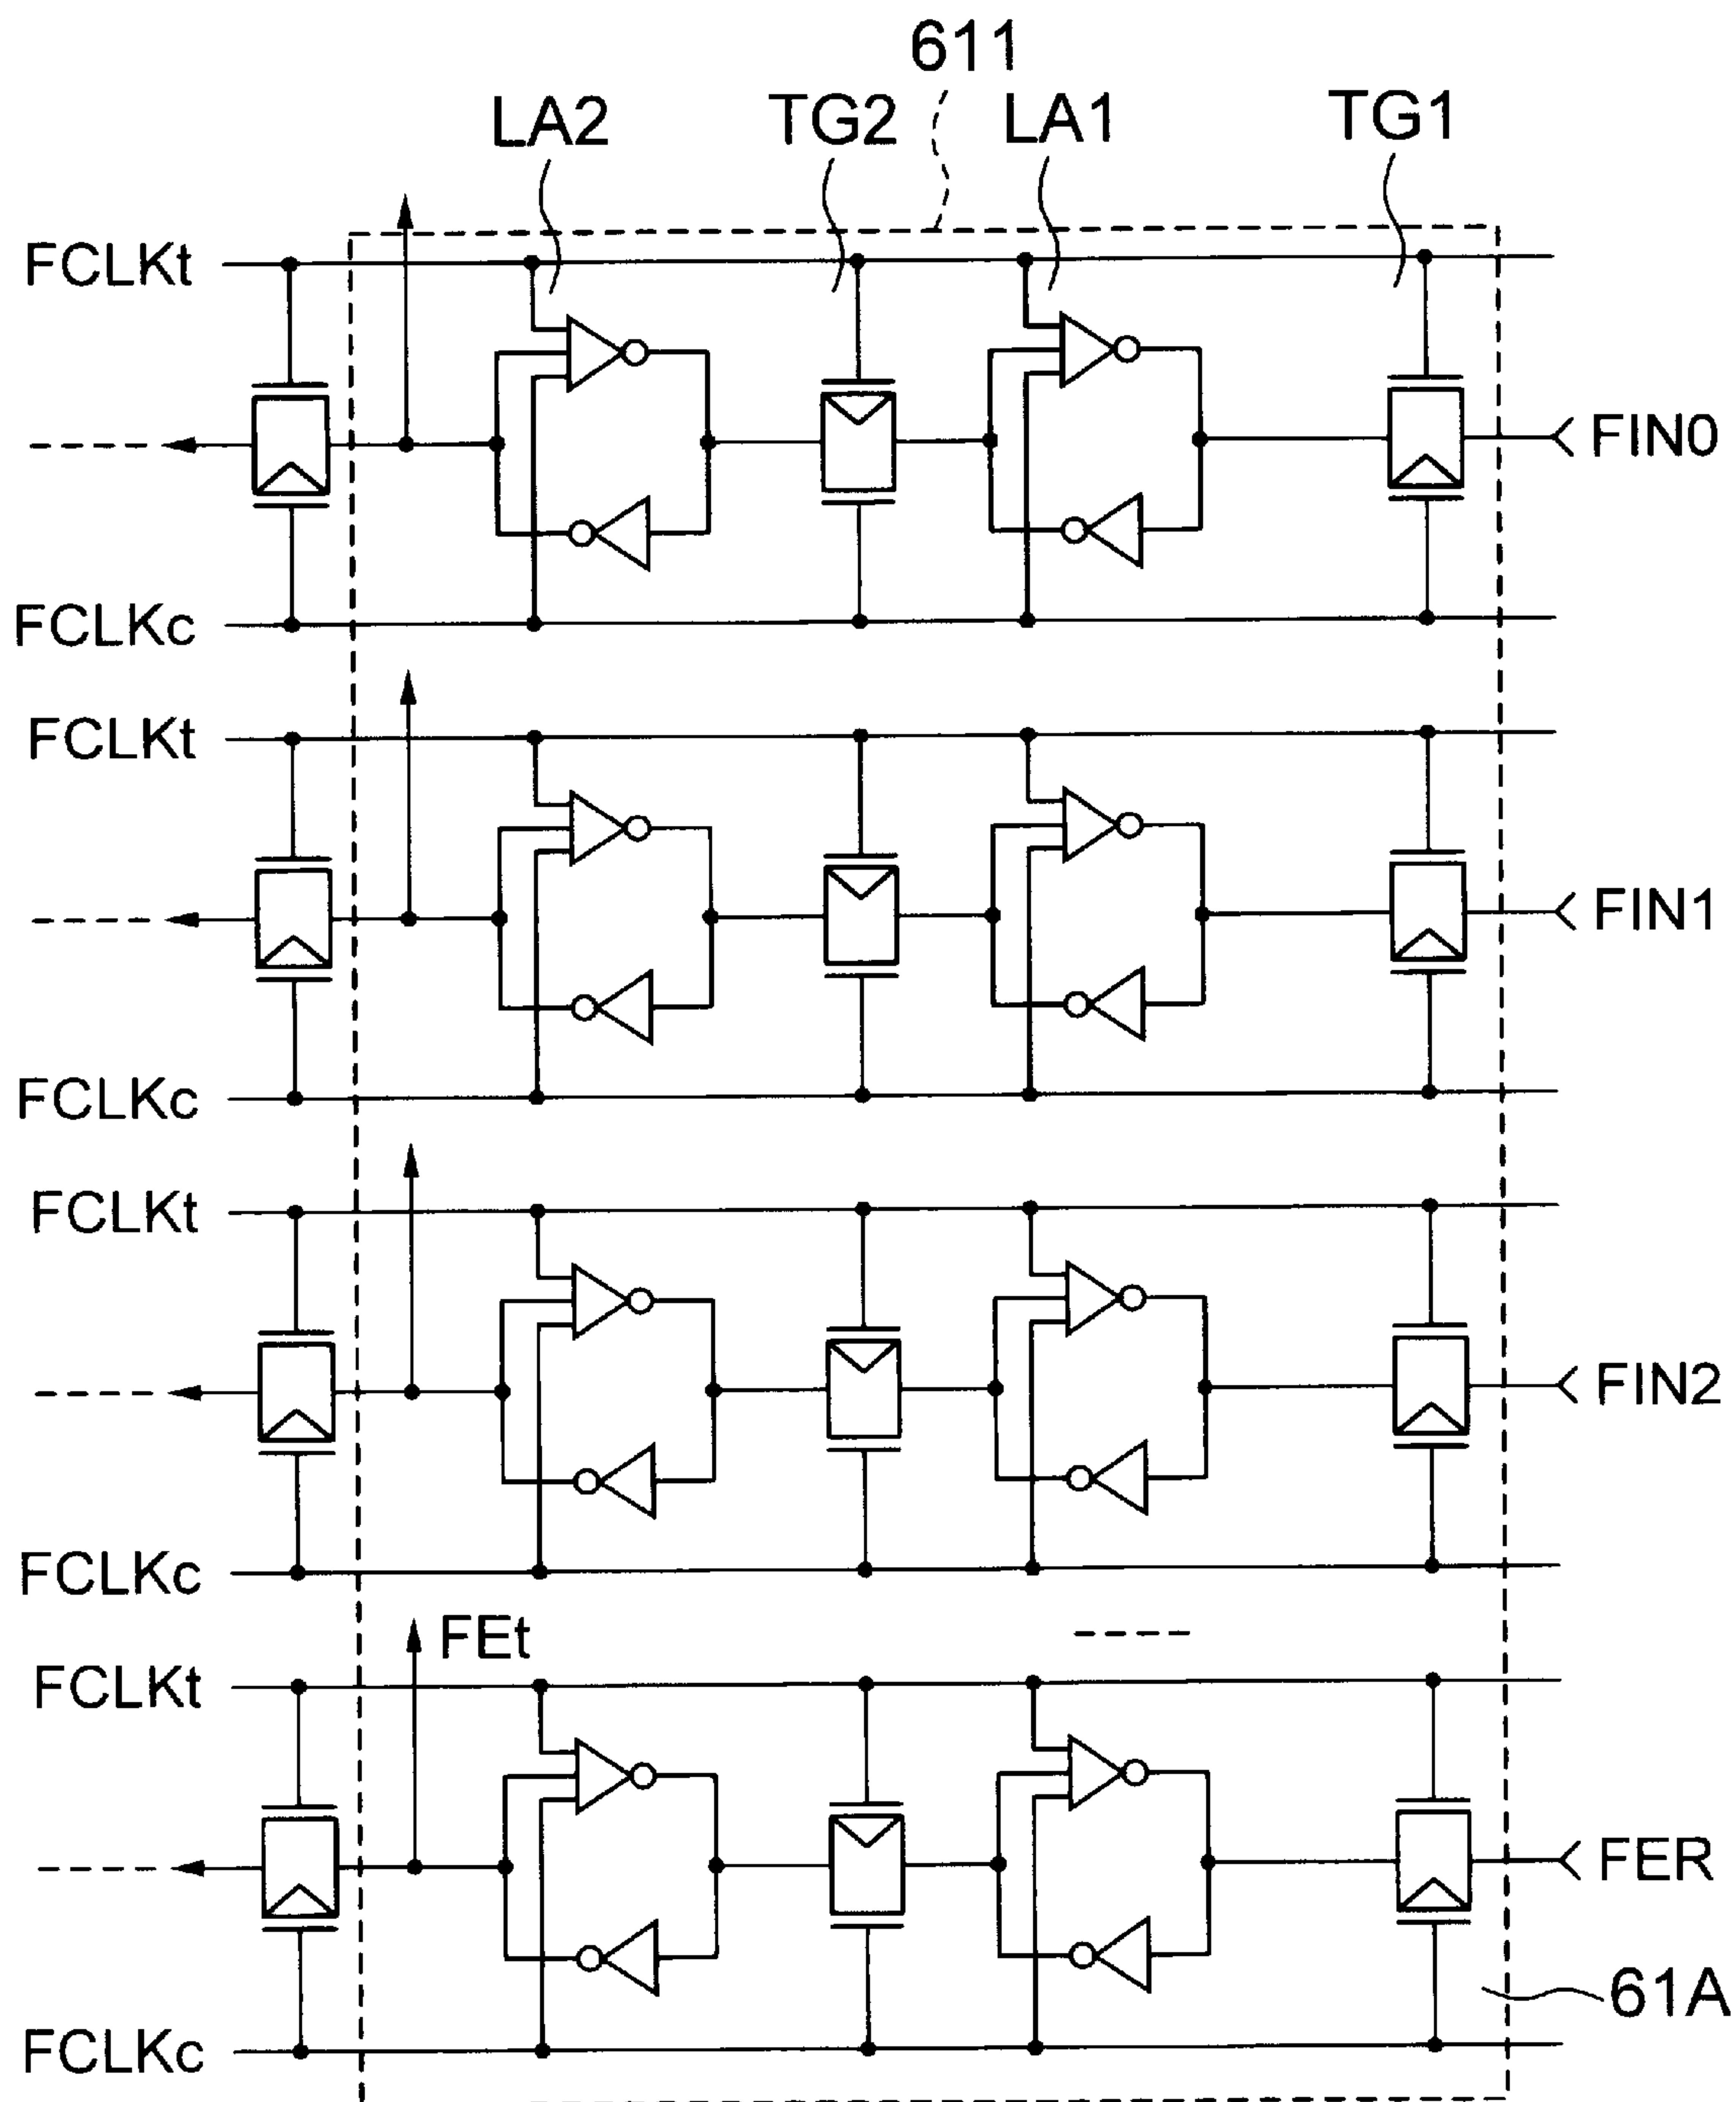 611
LA2 TG2 LA1 TG1
FCLKt
FIN0
FCLKc
FCLKt
FIN1
FCLKc
FCLKt
FIN2
FCLKc
FEt
FCLKt
FER
61A
FCLKc